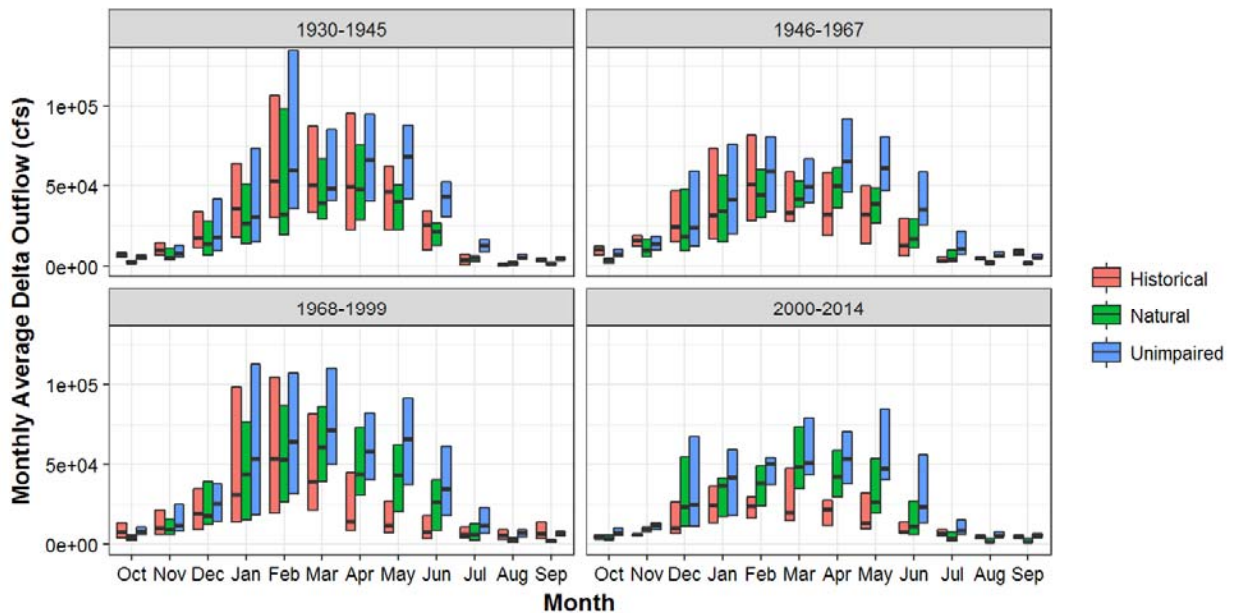 1930-1945
1946-1967
1e+05
5e+04
0e+00
1968-1999
2000-2014
1e+05
5e+04
0e+00
Oct Nov Dec Jan Feb Mar Apr May Jun Jul Aug Sep
Oct Nov Dec Jan Feb Mar Apr May Jun Jul Aug Sep
Month
Monthly Average Delta Outflow (cfs)
Historical
Natural
Unimpaired